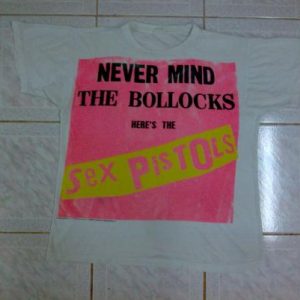 NEVER MIND
THE BOLLOCKS
HERE'S THE
Sex PiSTOLS